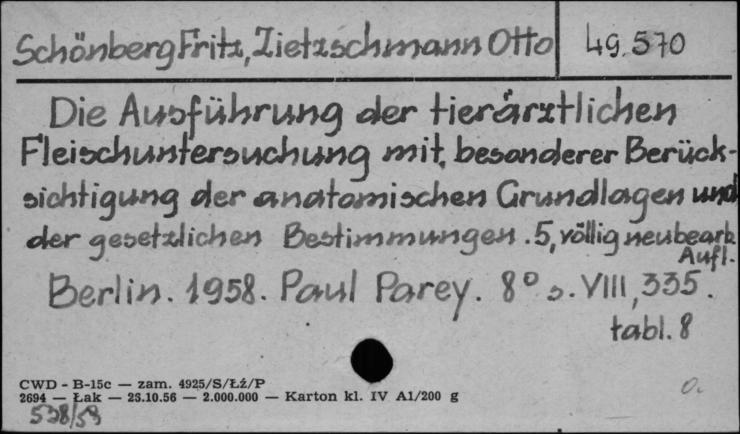 Schönberg Fritz, Zietzschmann Otto 49.570
Die Ausführung der tierärztlichen
Fleischuntersuchung mit besonderer Berück-
sichtigung der anatomischen Grundlagen und
der gesetzlichen Bestimmungen. 5, völlig neubearb.
Aufl.
Berlin. 1958. Paul Parey. 8° s. VIII, 335.
tabl. 8
CWD - B-15c — zam. 4925/S/Łź/P
2694 — Łak — 23.10.56 — 2.000.000 — Karton kl. IV A1/200 g
538/59